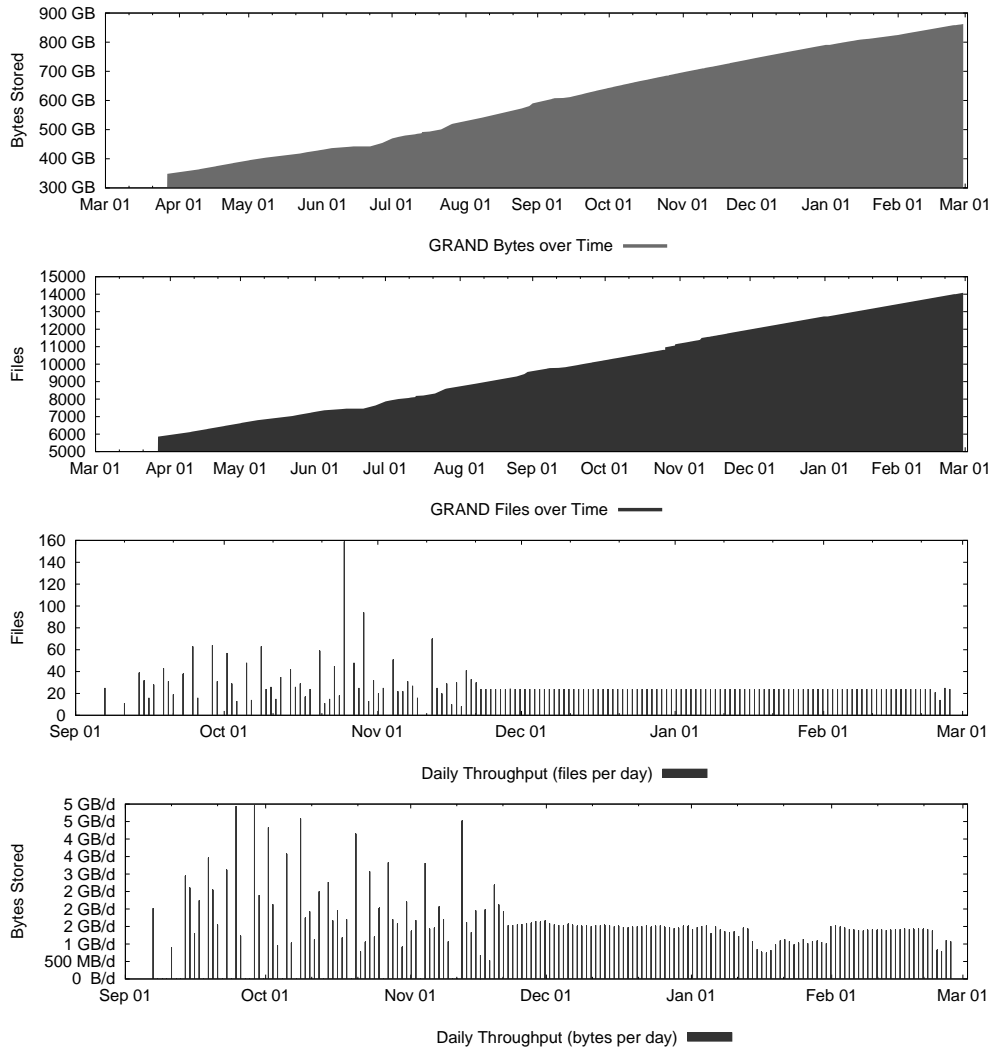 900 GB
800 GB
700 GB
600 GB
500 GB
400 GB
300 GB
Bytes Stored
Mar 01 Apr 01 May 01 Jun 01 Jul 01 Aug 01 Sep 01 Oct 01 Nov 01 Dec 01 Jan 01 Feb 01 Mar 01
GRAND Bytes over Time
15000
14000
13000
12000
11000
10000
9000
8000
7000
6000
5000
Files
Mar 01 Apr 01 May 01 Jun 01 Jul 01 Aug 01 Sep 01 Oct 01 Nov 01 Dec 01 Jan 01 Feb 01 Mar 01
GRAND Files over Time
160
140
120
100
80
60
40
20
0
Files
Sep 01 Oct 01 Nov 01 Dec 01 Jan 01 Feb 01 Mar 01
Daily Throughput (files per day)
5 GB/d
5 GB/d
4 GB/d
4 GB/d
3 GB/d
2 GB/d
2 GB/d
2 GB/d
1 GB/d
500 MB/d
0 B/d
Bytes Stored
Sep 01 Oct 01 Nov 01 Dec 01 Jan 01 Feb 01 Mar 01
Daily Throughput (bytes per day)